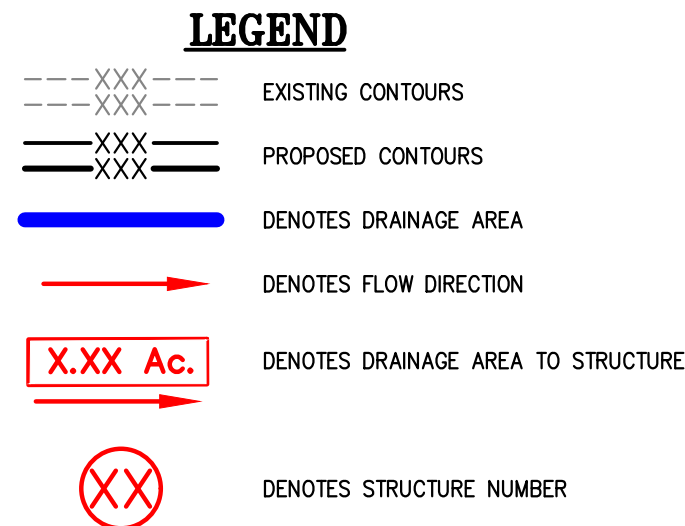 LEGEND
XXX
XXX EXISTING CONTOURS
XXX
XXX PROPOSED CONTOURS
DENOTES DRAINAGE AREA
DENOTES FLOW DIRECTION
X.XX Ac. DENOTES DRAINAGE AREA TO STRUCTURE
XX DENOTES STRUCTURE NUMBER